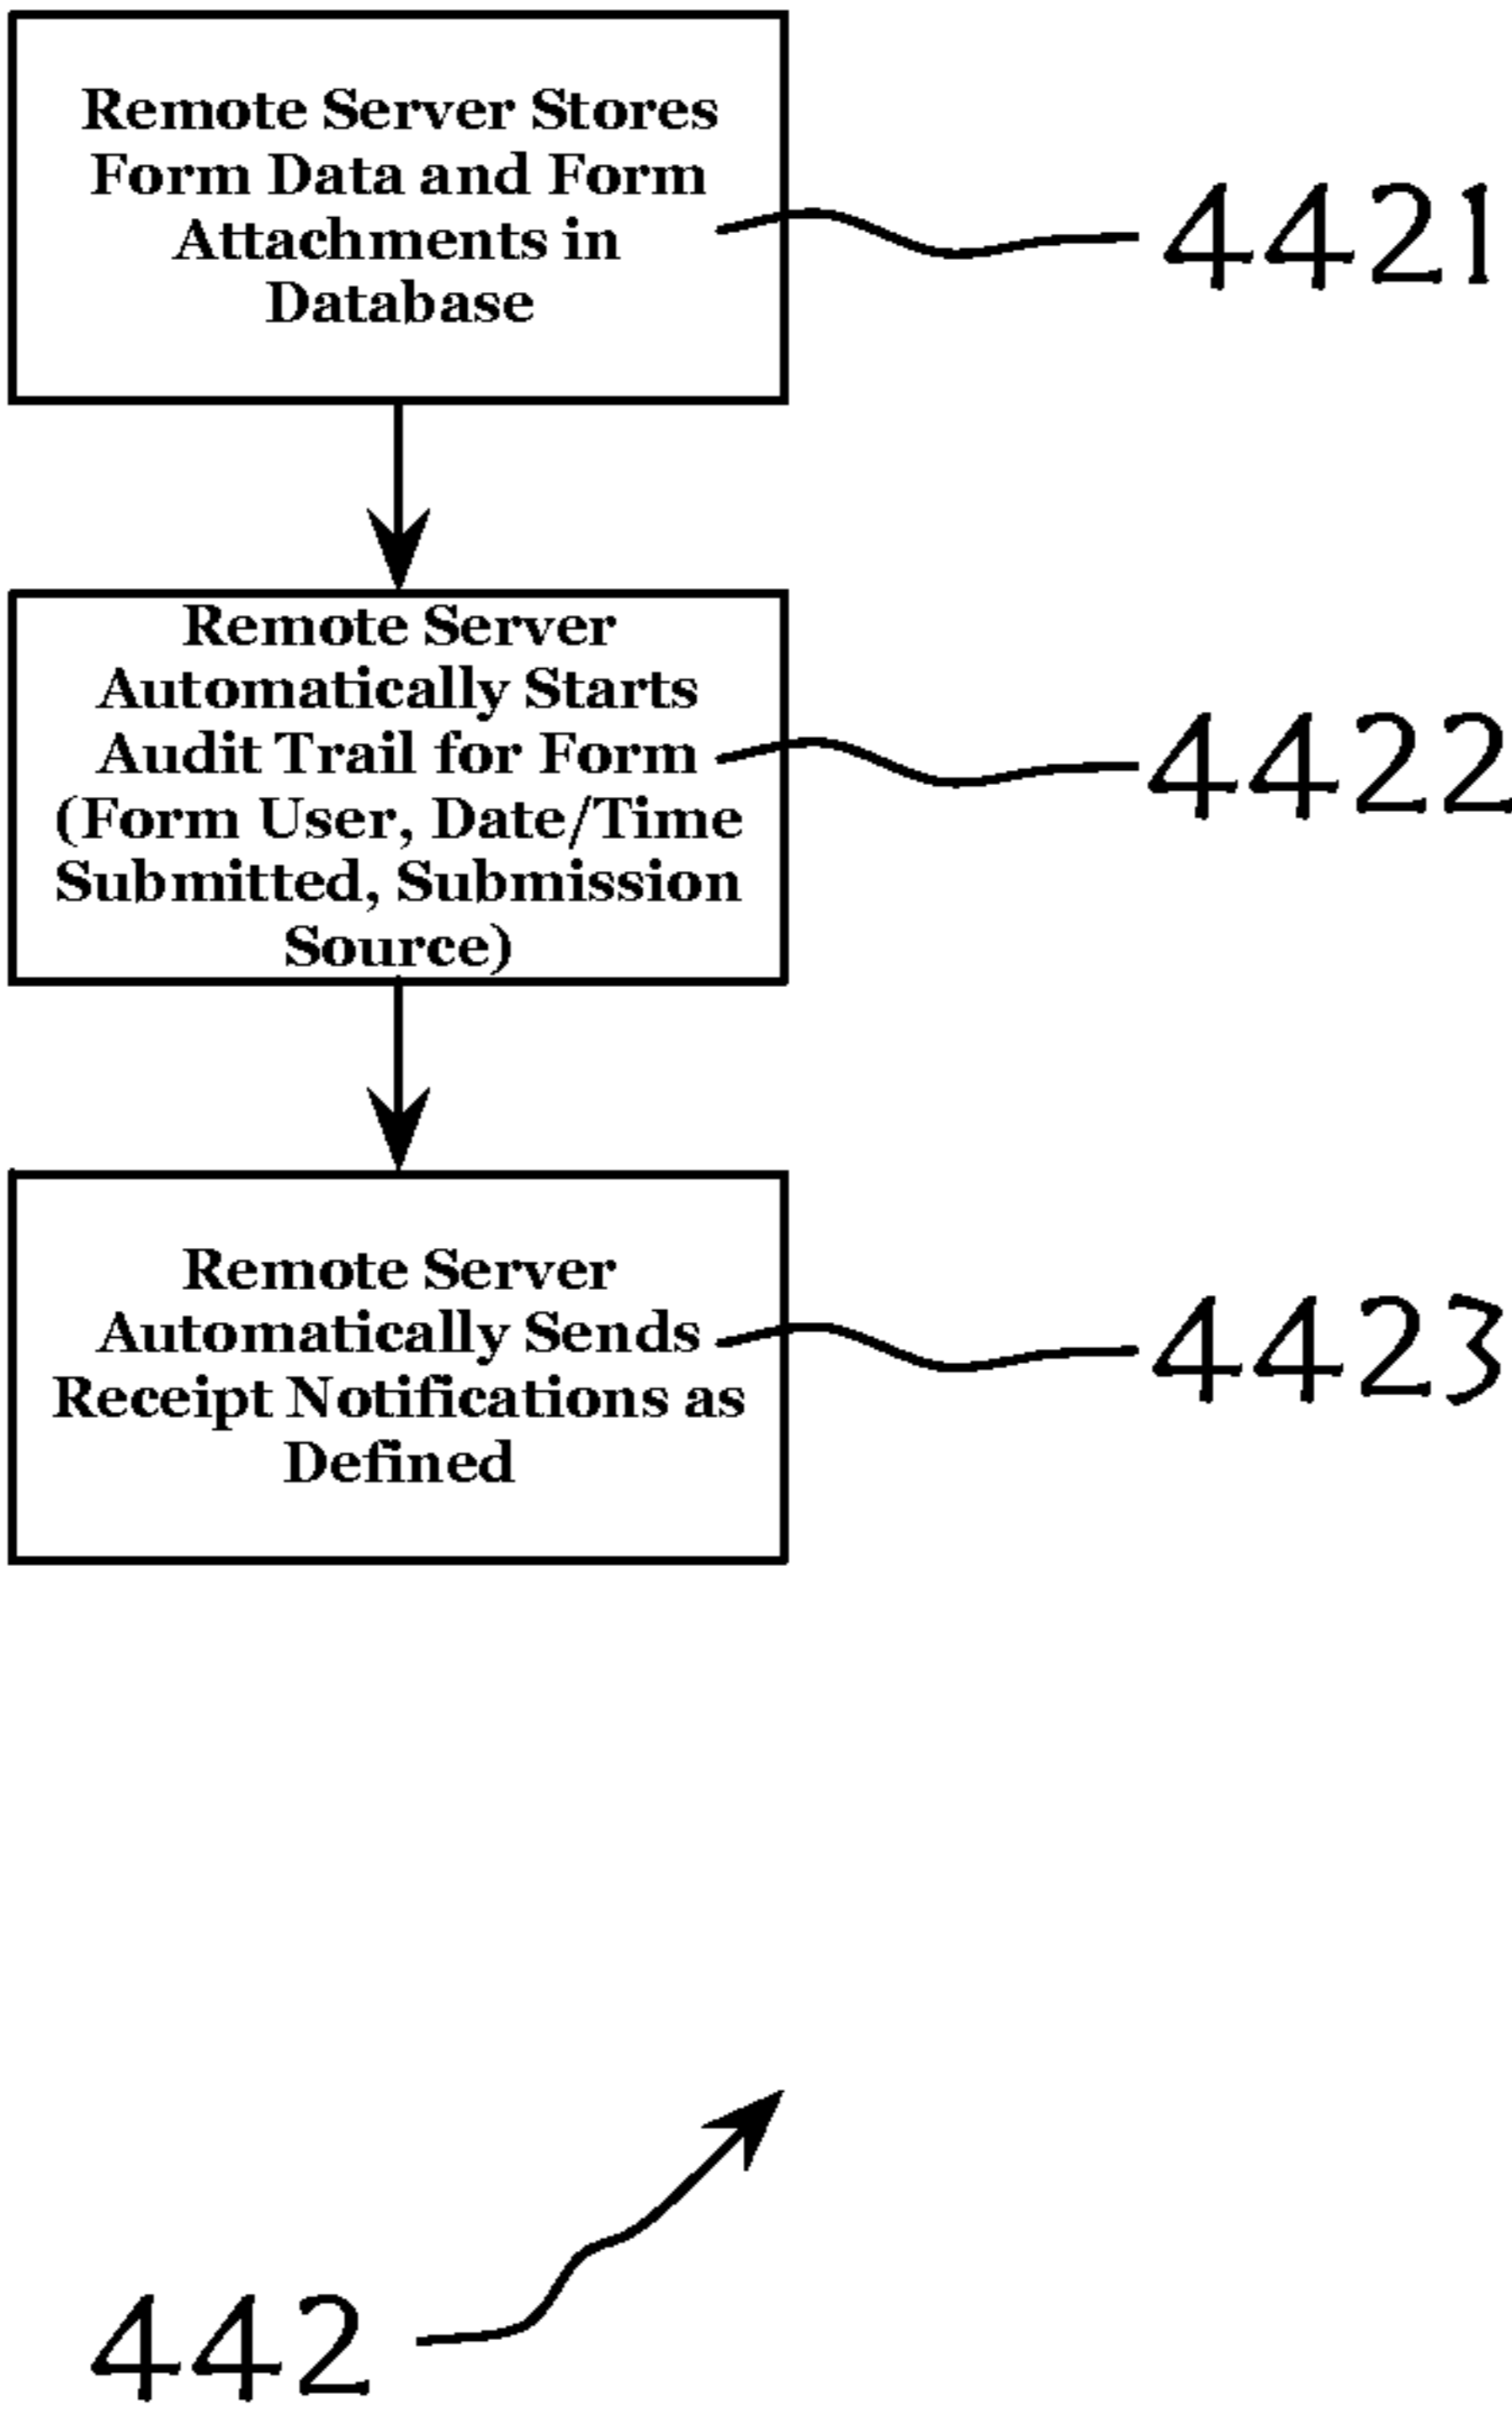 Remote Server Stores
Form Data and Form
Attachments in
Database
4421
Remote Server
Automatically Starts
Audit Trail for Form
(Form User, Date/Time
Submitted, Submission
Source)
4422
Remote Server
Automatically Sends
Receipt Notifications as
Defined
4423
442